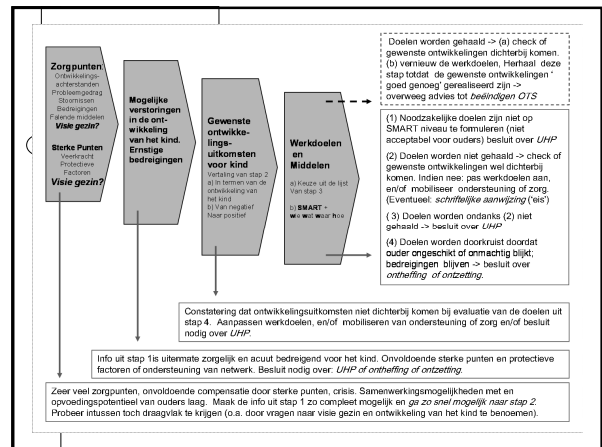 Zorgpunten:
Ontwikkelings-
achterstanden
Probleemgedrag
Stoornissen
Bedreigingen
Falende middelen
Visie gezin?
Sterke Punten
Veerkracht
Protectieve
Factoren
Visie gezin?
Mogelijke
verstoringen
in de ont-
wikkeling
van het kind.
Ernstige
bedreigingen
Gewenste
ontwikke-
lings-
uitkomsten
voor kind
Vertaling van stap 2
a) In termen van de
ontwikkeling van
het kind
b) Van negatief
Naar positief
Werkdoelen
en
Middelen
a) Keuze uit de lijst
Van stap 3
b) SMART +
wie wat waar hoe
Doelen worden gehaald -> (a) check of
gewenste ontwikkelingen dichterbij komen.
(b) vernieuw de werkdoelen, Herhaal deze
stap totdat de gewenste ontwikkelingen '
goed genoeg' gerealiseerd zijn ->
overweeg advies tot beëindigen OTS
(1) Noodzakelijke doelen zijn niet op
SMART niveau te formuleren (niet
acceptabel voor ouders) besluit over UHP
(2) Doelen worden niet gehaald -> check of
gewenste ontwikkelingen wel dichterbij
komen. Indien nee: pas werkdoelen aan,
en/of mobiliseer ondersteuning of zorg.
(Eventueel: schriftelijke aanwijzing ('eis')
( 3) Doelen worden ondanks (2) niet
gehaald -> besluit over UHP
(4) Doelen worden doorkruist doordat
ouder ongeschikt of onmachtig blijkt;
bedreigingen blijven -> besluit over
ontheffing of ontzetting.
Constatering dat ontwikkelingsuitkomsten niet dichterbij komen bij evaluatie van de doelen uit
stap 4. Aanpassen werkdoelen, en/of mobiliseren van ondersteuning of zorg en/of besluit
nodig over UHP.
Info uit stap 1is uitermate zorgelijk en acuut bedreigend voor het kind. Onvoldoende sterke punten en protectieve
factoren of ondersteuning van netwerk. Besluit nodig over: UHP of ontheffing of ontzetting.
Zeer veel zorgpunten, onvoldoende compensatie door sterke punten, crisis. Samenwerkingsmogelijkheden met en
opvoedingspotentieel van ouders laag. Maak de info uit stap 1 zo compleet mogelijk en ga zo snel mogelijk naar stap 2.
Probeer intussen toch draagvlak te krijgen (o.a. door vragen naar visie gezin en ontwikkeling van het kind te benoemen).